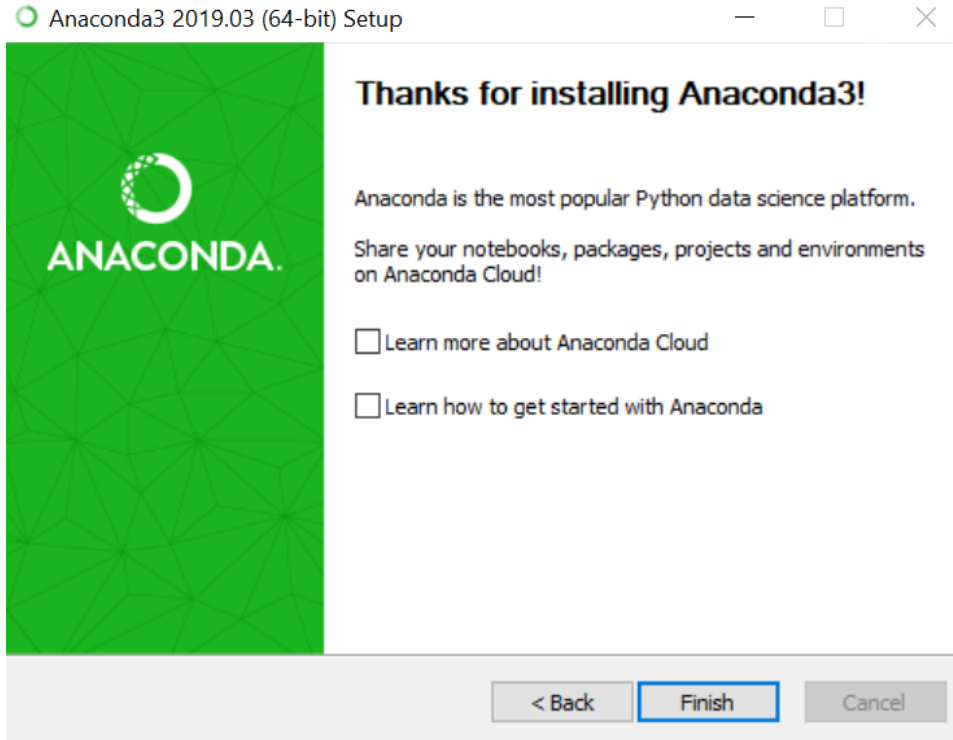 Anaconda3 2019.03 (64-bit) Setup
ANACONDA.
Thanks for installing Anaconda3!
Anaconda is the most popular Python data science platform.
Share your notebooks, packages, projects and environments
on Anaconda Cloud!
Learn more about Anaconda Cloud
Learn how to get started with Anaconda
< Back
Finish
Cancel